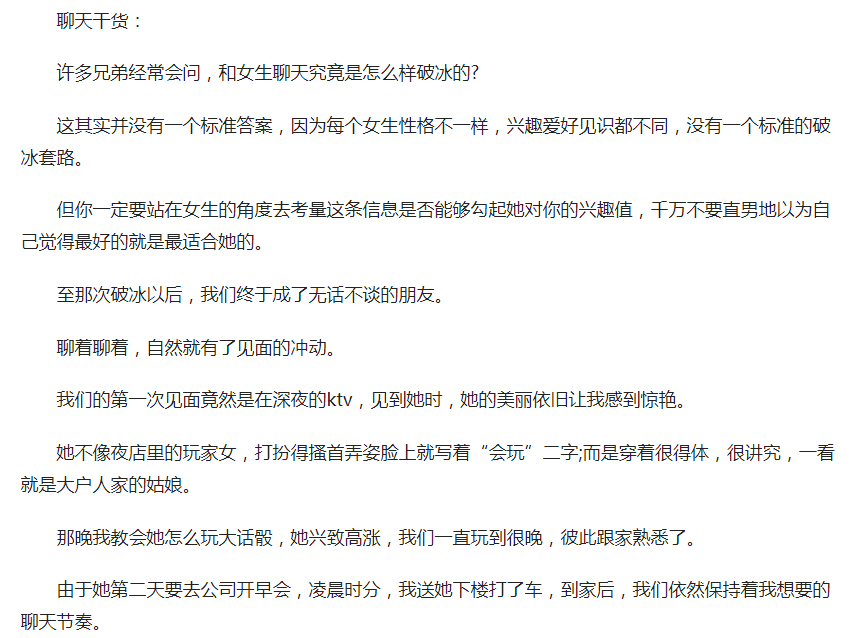 聊天干货：
许多兄弟经常会问，和女生聊天究竟是怎么样破冰的?
这其实并没有一个标准答案，因为每个女生性格不一样，兴趣爱好见识都不同，没有一个标准的破
冰套路。
但你一定要站在女生的角度去考量这条信息是否能够勾起她对你的兴趣值，千万不要直男地以为自
己觉得最好的就是最适合她的。
至那次破冰以后，我们终于成了无话不谈的朋友。
聊着聊着，自然就有了见面的冲动。
我们的第一次见面竟然是在深夜的ktv，见到她时，她的美丽依旧让我感到惊艳。
她不像夜店里的玩家女，打扮得搔首弄姿脸上就写着“会玩”二字;而是穿着很得体，很讲究，一看
就是大户人家的姑娘。
那晚我教会她怎么玩大话骰，她兴致高涨，我们一直玩到很晚，彼此跟家熟悉了。
由于她第二天要去公司开早会，凌晨时分，我送她下楼打了车，到家后，我们依然保持着我想要的
聊天节奏。